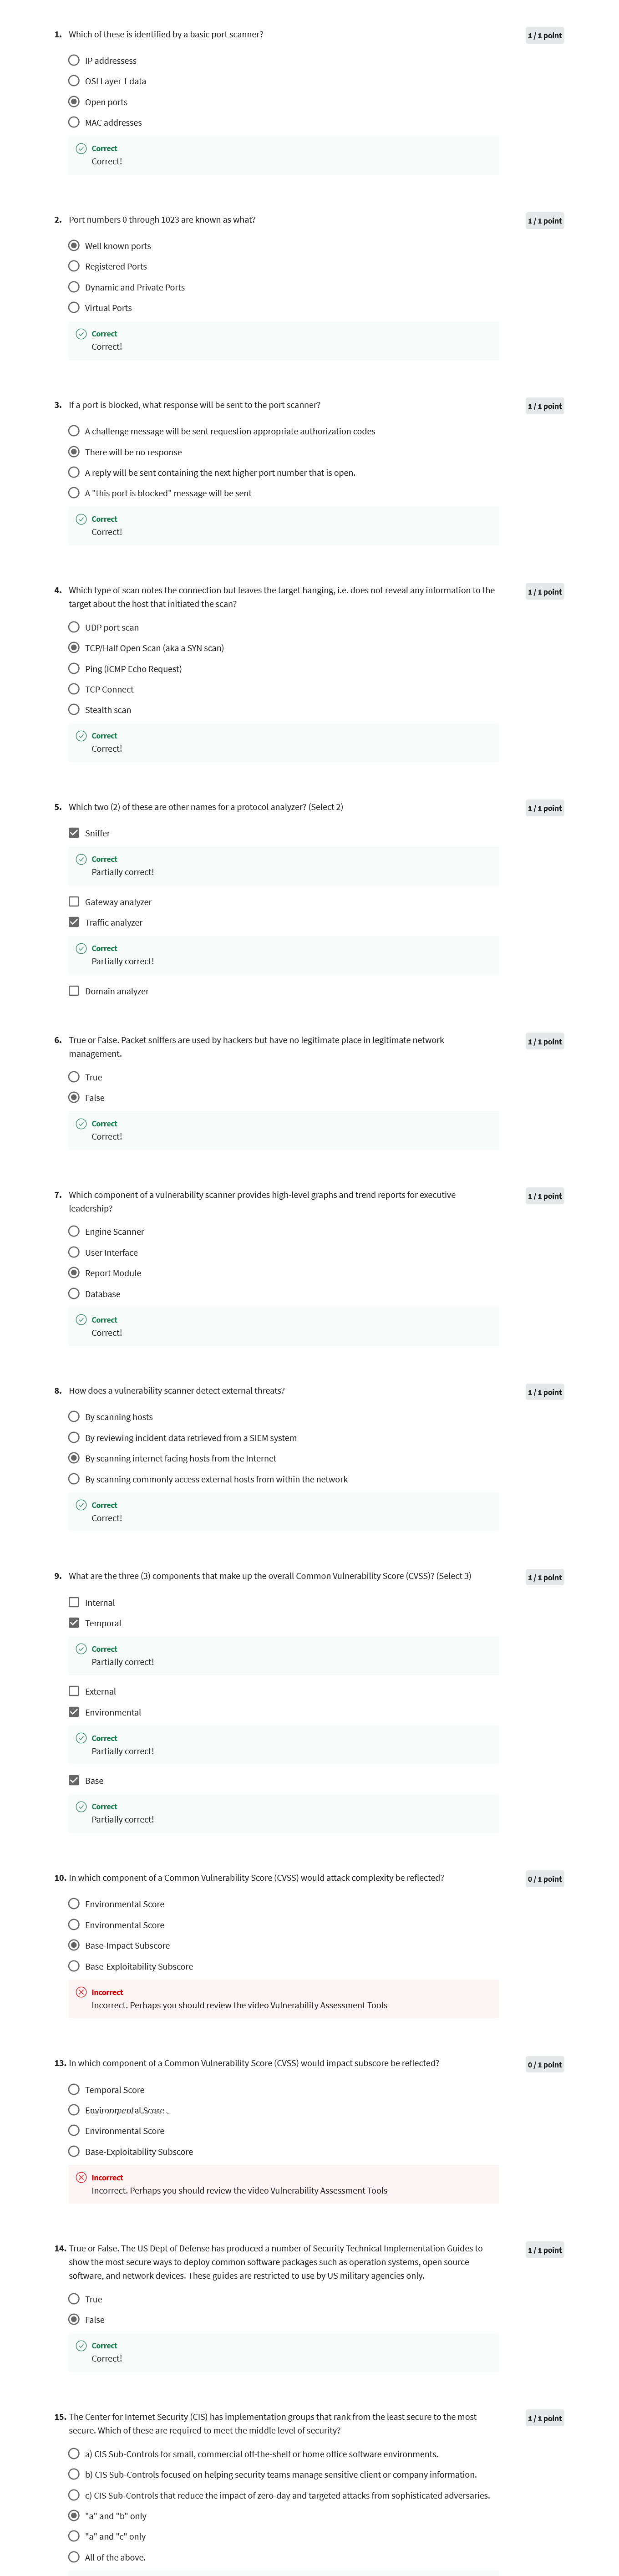 1. Which of these is identified by a basic port scanner?
1 / 1 point
IP addressess
OSI Layer 1 data
Open ports
MAC addresses
Correct
Correct!
2. Port numbers 0 through 1023 are known as what?
1 / 1 point
Well known ports
Registered Ports
Dynamic and Private Ports
Virtual Ports
Correct
Correct!
3. If a port is blocked, what response will be sent to the port scanner?
1 / 1 point
A challenge message will be sent requestion appropriate authorization codes
There will be no response
A reply will be sent containing the next higher port number that is open.
A "this port is blocked" message will be sent
Correct
Correct!
4. Which type of scan notes the connection but leaves the target hanging, i.e. does not reveal any information to the
target about the host that initiated the scan?
1 / 1 point
UDP port scan
TCP/Half Open Scan (aka a SYN scan)
Ping (ICMP Echo Request)
TCP Connect
Stealth scan
Correct
Correct!
5. Which two (2) of these are other names for a protocol analyzer? (Select 2)
1 / 1 point
Sniffer
Correct
Partially correct!
Gateway analyzer
Traffic analyzer
Correct
Partially correct!
Domain analyzer
6. True or False. Packet sniffers are used by hackers but have no legitimate place in legitimate network
management.
1 / 1 point
True
False
Correct
Correct!
7. Which component of a vulnerability scanner provides high-level graphs and trend reports for executive
leadership?
1 / 1 point
Engine Scanner
User Interface
Report Module
Database
Correct
Correct!
8. How does a vulnerability scanner detect external threats?
1 / 1 point
By scanning hosts
By reviewing incident data retrieved from a SIEM system
By scanning internet facing hosts from the Internet
By scanning commonly access external hosts from within the network
Correct
Correct!
9. What are the three (3) components that make up the overall Common Vulnerability Score (CVSS)? (Select 3)
1 / 1 point
Internal
Temporal
Correct
Partially correct!
External
Environmental
Correct
Partially correct!
Base
Correct
Partially correct!
10. In which component of a Common Vulnerability Score (CVSS) would attack complexity be reflected?
0 / 1 point
Environmental Score
Environmental Score
Base-Impact Subscore
Base-Exploitability Subscore
Incorrect
Incorrect. Perhaps you should review the video Vulnerability Assessment Tools
13. In which component of a Common Vulnerability Score (CVSS) would impact subscore be reflected?
0 / 1 point
Temporal Score
Environmental Score
Environmental Score
Base-Exploitability Subscore
Incorrect
Incorrect. Perhaps you should review the video Vulnerability Assessment Tools
14. True or False. The US Dept of Defense has produced a number of Security Technical Implementation Guides to
show the most secure ways to deploy common software packages such as operation systems, open source
software, and network devices. These guides are restricted to use by US military agencies only.
1 / 1 point
True
False
Correct
Correct!
15. The Center for Internet Security (CIS) has implementation groups that rank from the least secure to the most
secure. Which of these are required to meet the middle level of security?
1 / 1 point
a) CIS Sub-Controls for small, commercial off-the-shelf or home office software environments.
b) CIS Sub-Controls focused on helping security teams manage sensitive client or company information.
c) CIS Sub-Controls that reduce the impact of zero-day and targeted attacks from sophisticated adversaries.
"a" and "b" only
"a" and "c" only
All of the above.